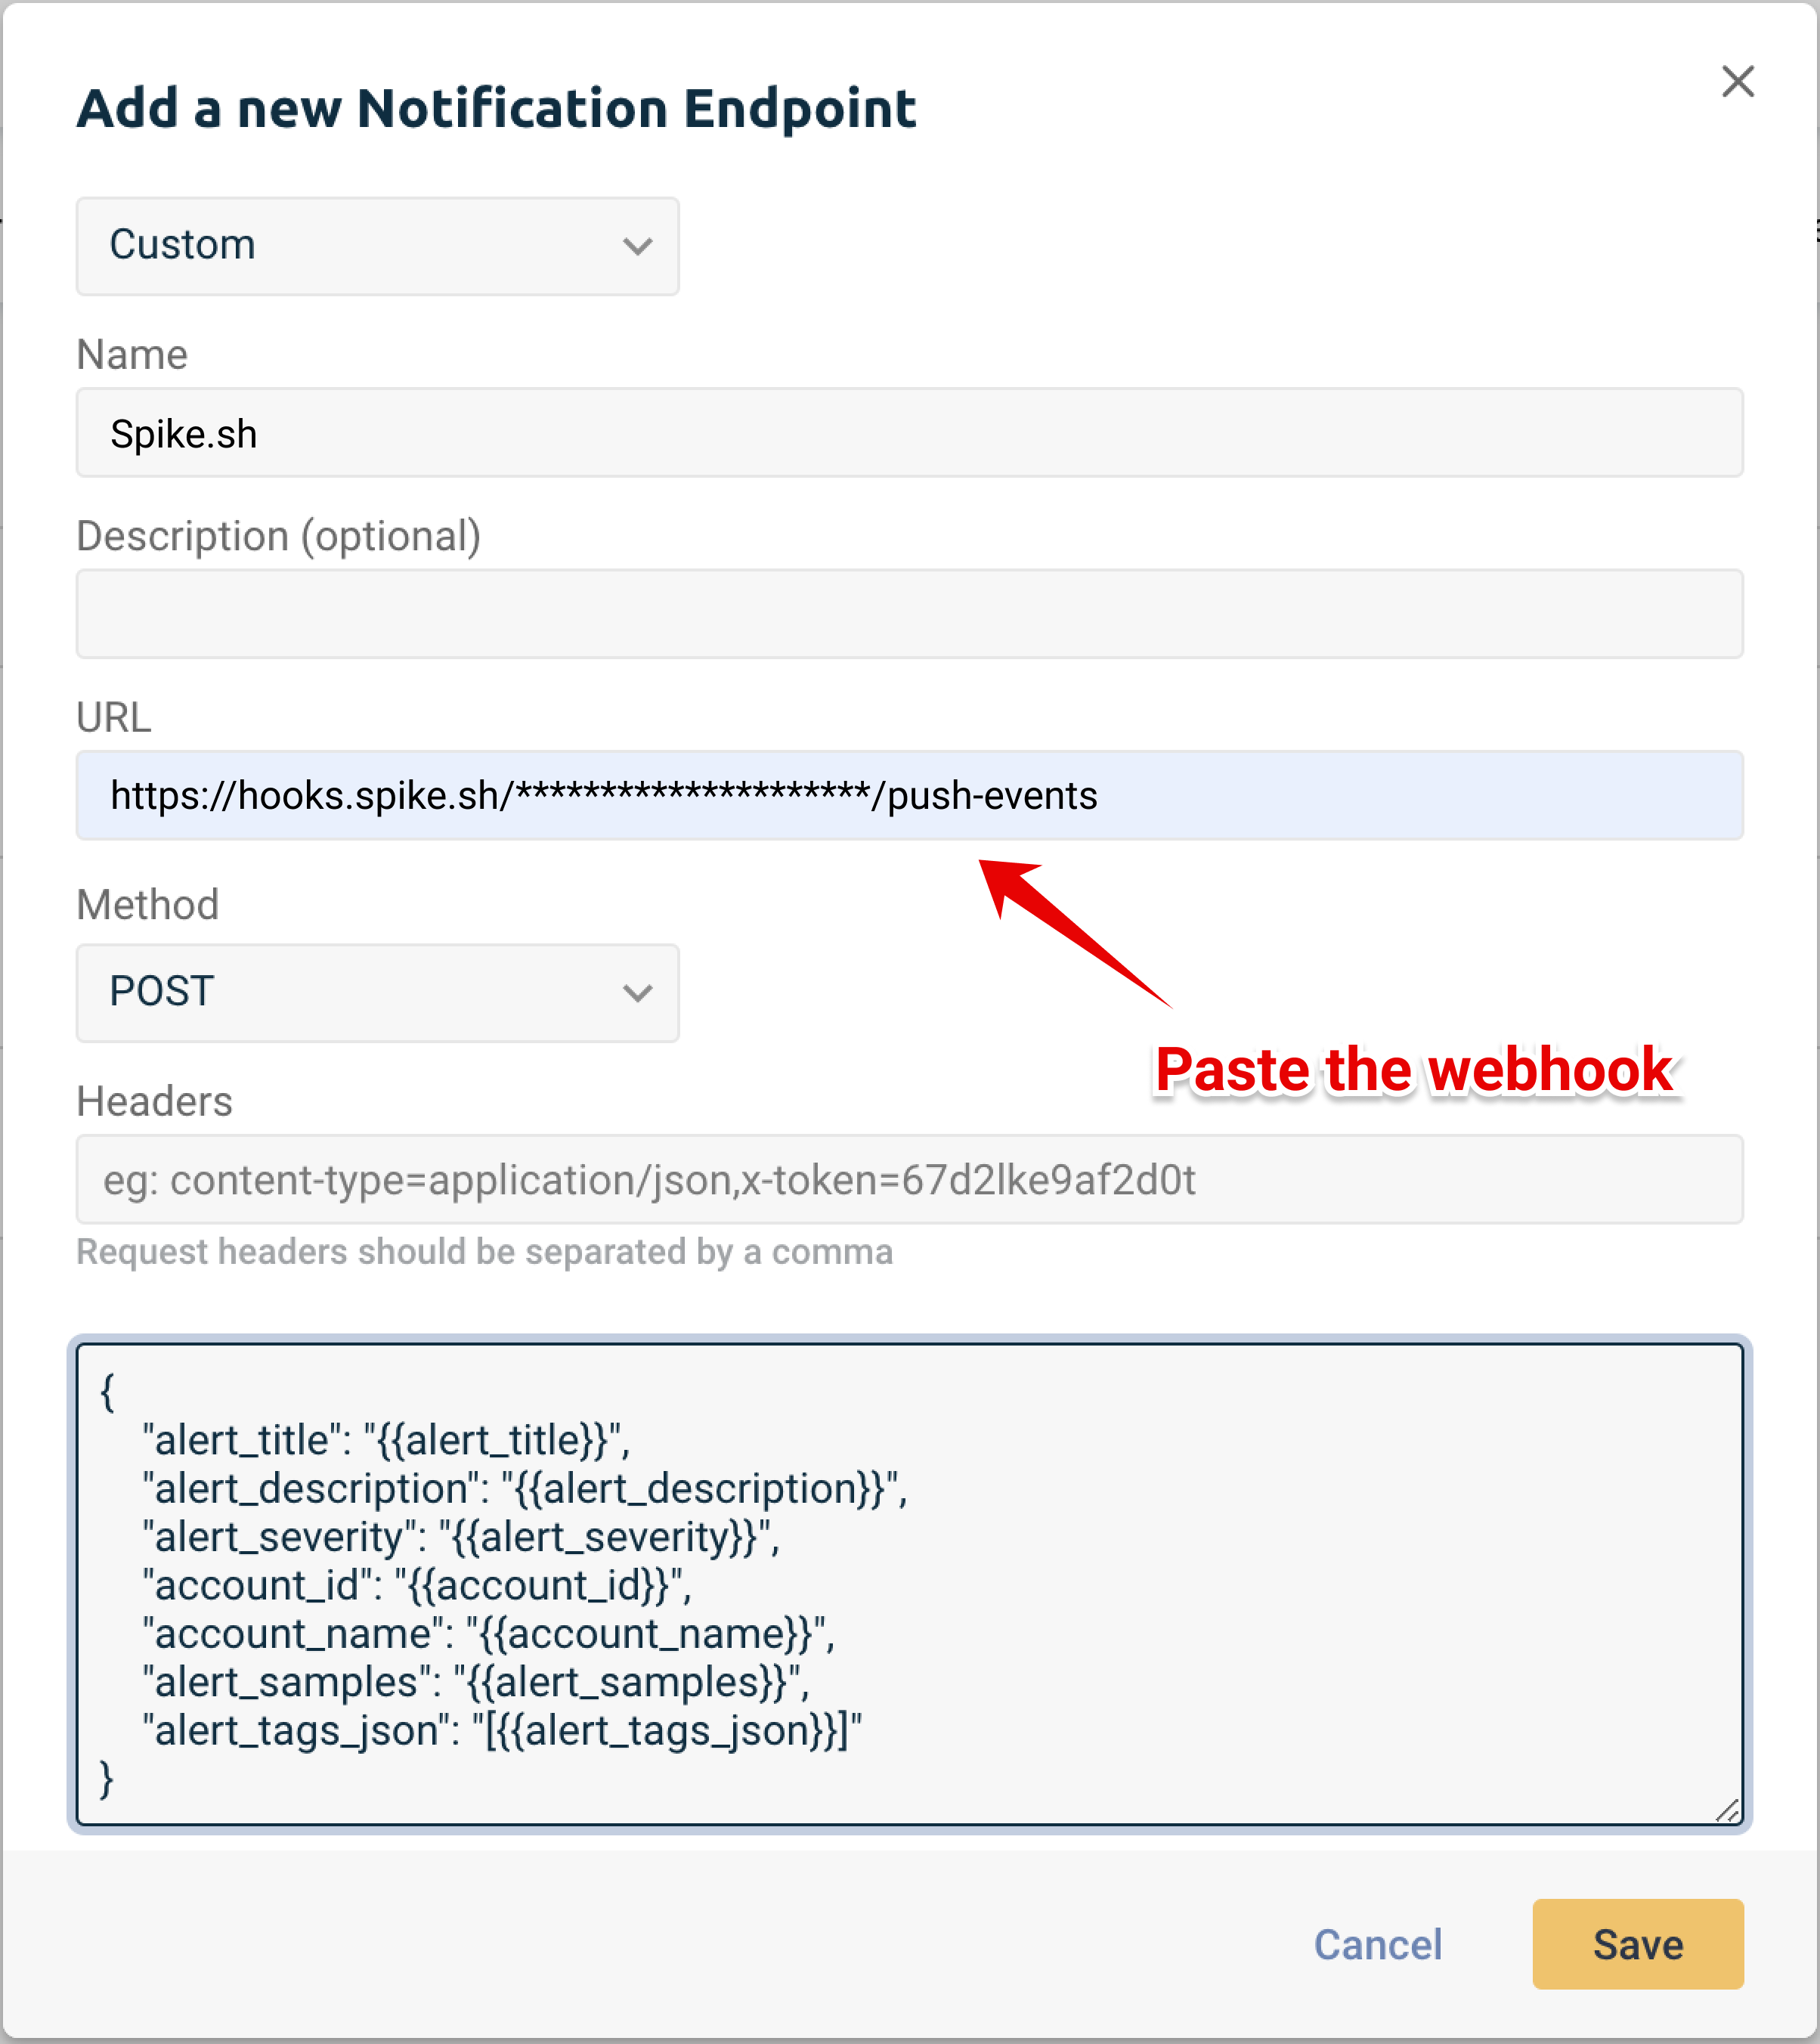 Add a new Notification Endpoint
Custom
Name
Spike.sh
Description (optional)
URL
https://hooks.spike.sh/*********************/push-events
Method
POST
Paste the webhook
Headers
eg: content-type=application/json,x-token=67d2lke9af2d0t
Request headers should be separated by a comma
{
"alert_title": "{{alert_title}}",
"alert_description": "{{alert_description}}",
"alert_severity": "{{alert_severity}}",
"account_id": "{{account_id}}",
"account_name": "{{account_name}}",
"alert_samples": "{{alert_samples}}",
"alert_tags_json": "[{{alert_tags_json}}]"
}
Cancel
Save